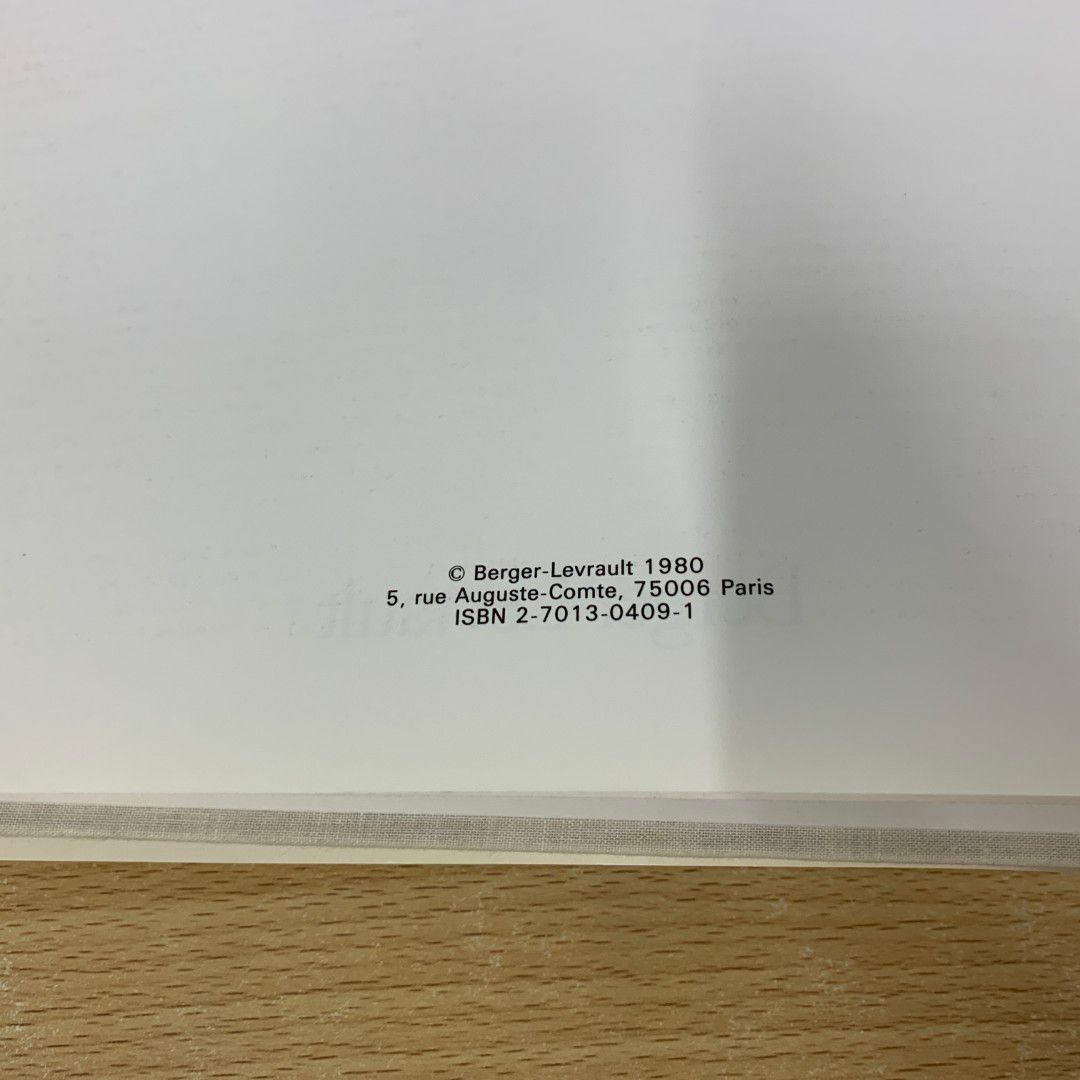 © Berger-Levrault 1980
5, rue Auguste-Comte, 75006 Paris
ISBN 2-7013-0409-1